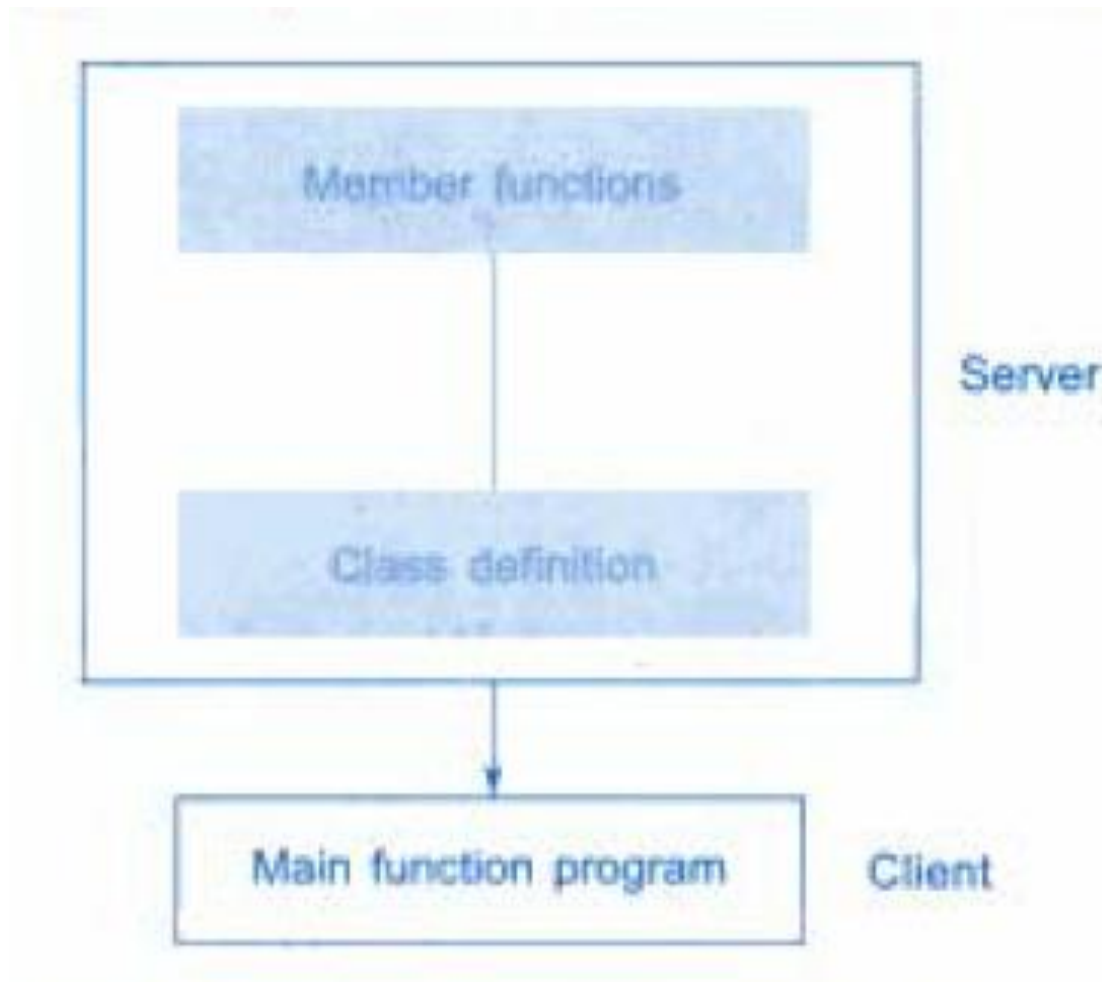 Member functions
Server
Class definition
Main function program
Client